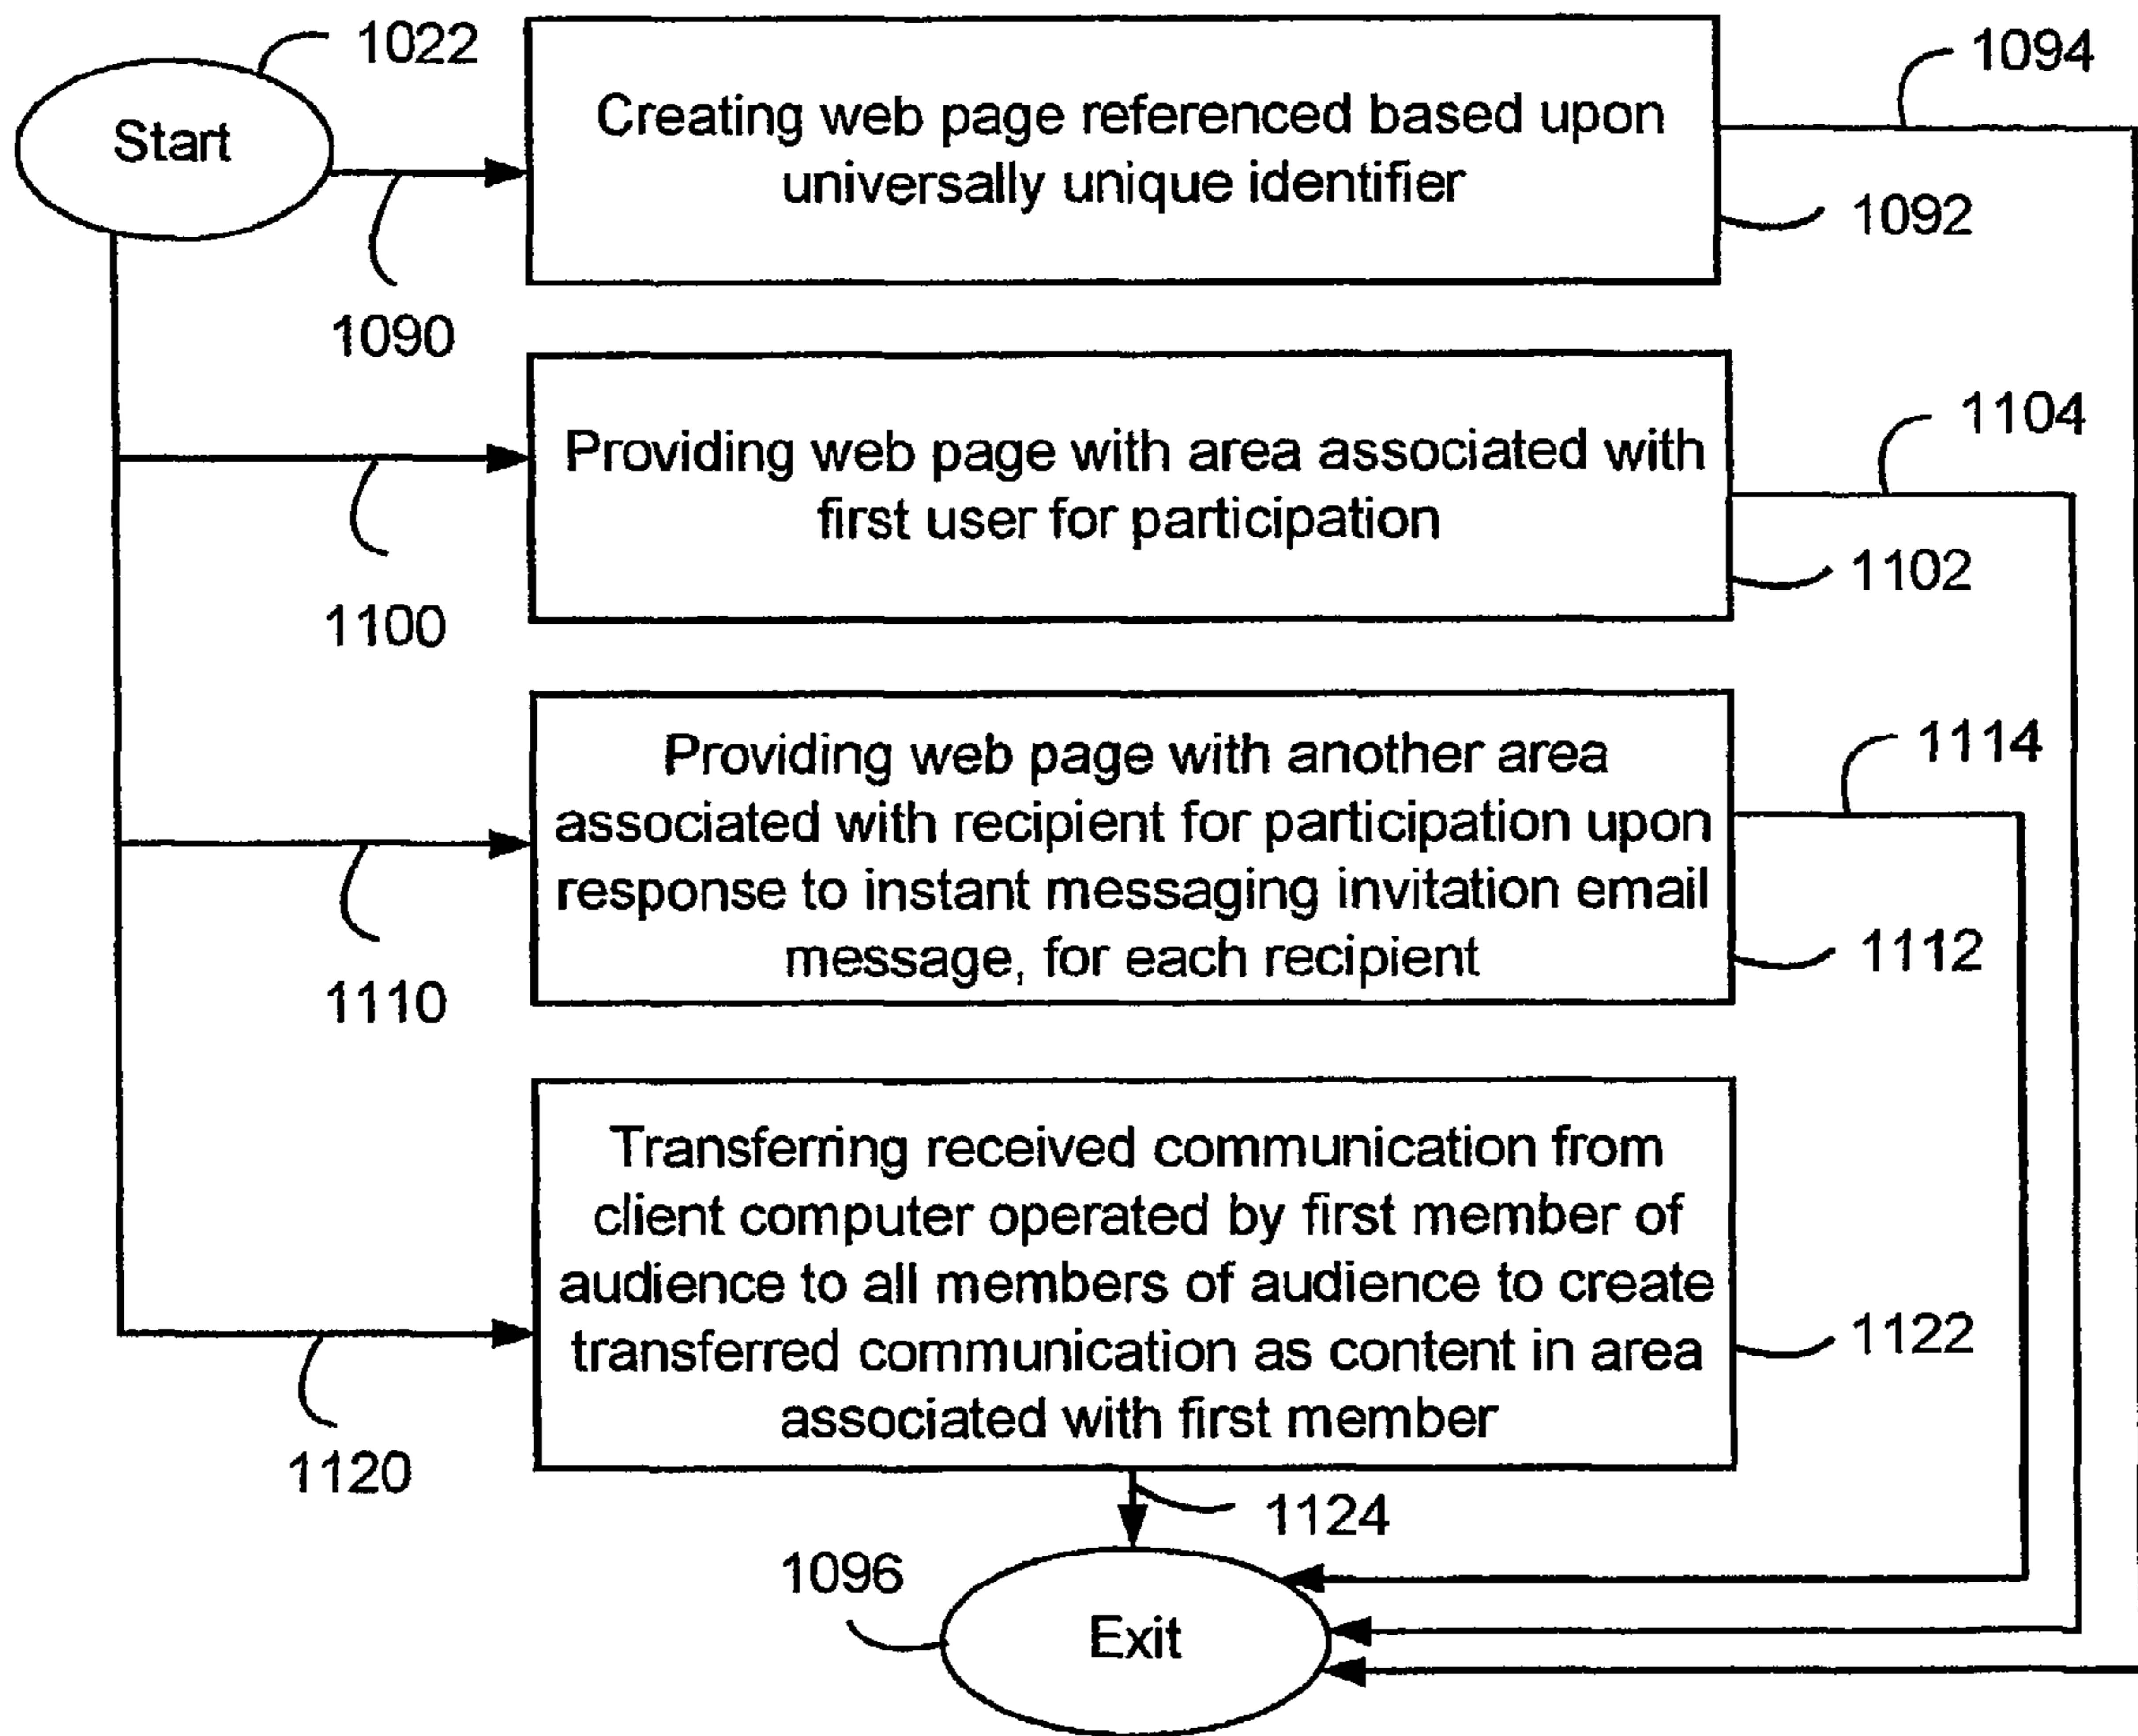 1022
Start
1094
Creating web page referenced based upon
universally unique identifier
1092
1090
1104
Providing web page with area associated with
first user for participation
1102
1100
1114
Providing web page with another area
associated with recipient for participation upon
response to instant messaging invitation email
message, for each recipient
1112
1110
Transferring received communication from
client computer operated by first member of
audience to all members of audience to create
transferred communication as content in area
associated with first member
1122
1120
1124
1096
Exit